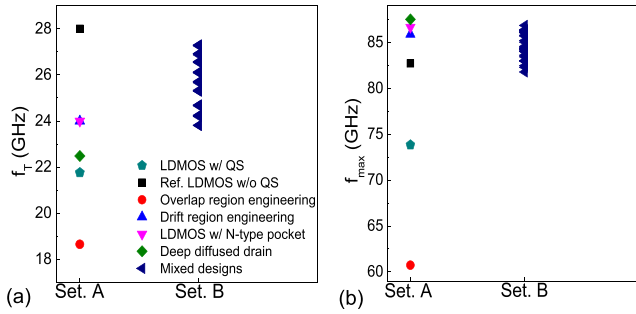 28
26
24
22
20
18
f_T (GHz)
LDMOS w/ QS
Ref. LDMOS w/o QS
Overlap region engineering
Drift region engineering
LDMOS w/ N-type pocket
Deep diffused drain
Mixed designs
Set. A
Set. B
(a)
85
80
75
70
65
60
f_max (GHz)
Set. A
Set. B
(b)